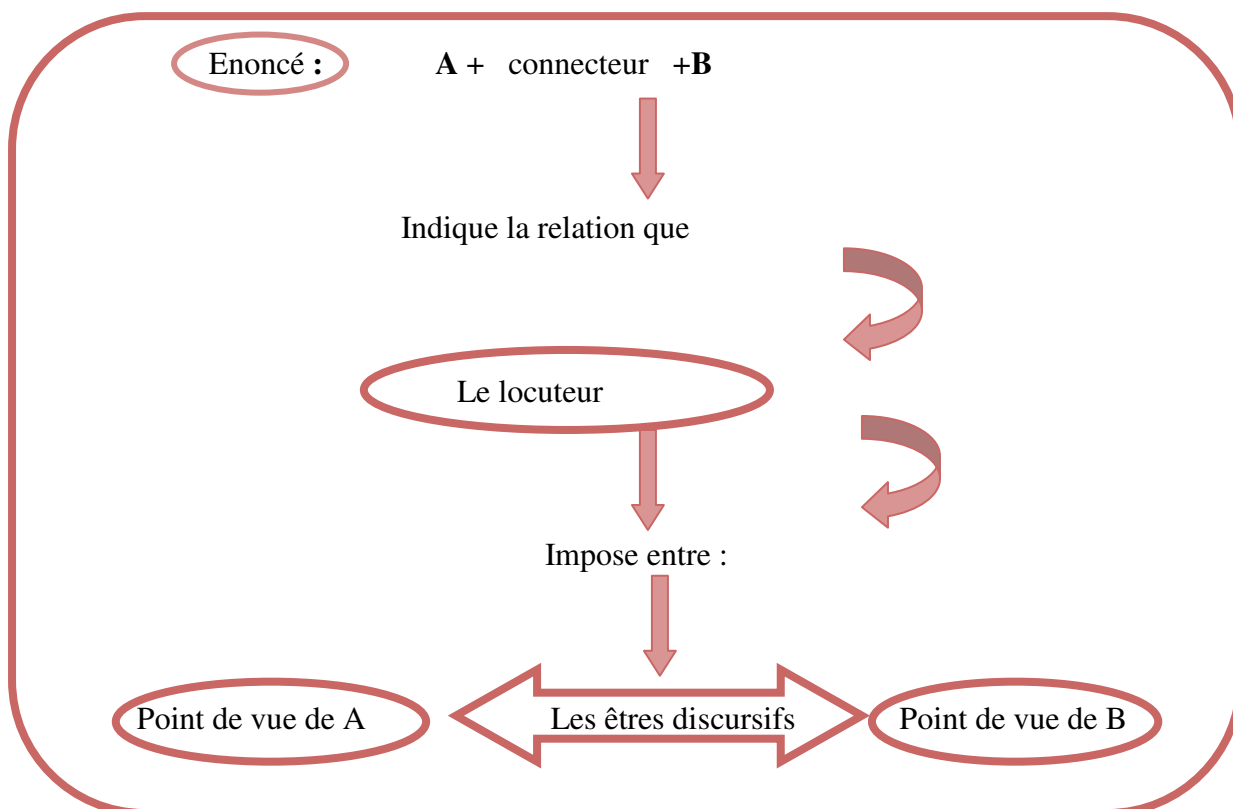 Enoncé : A + connecteur +B
Indique la relation que
Le locuteur
Impose entre :
Point de vue de A Les êtres discursifs Point de vue de B